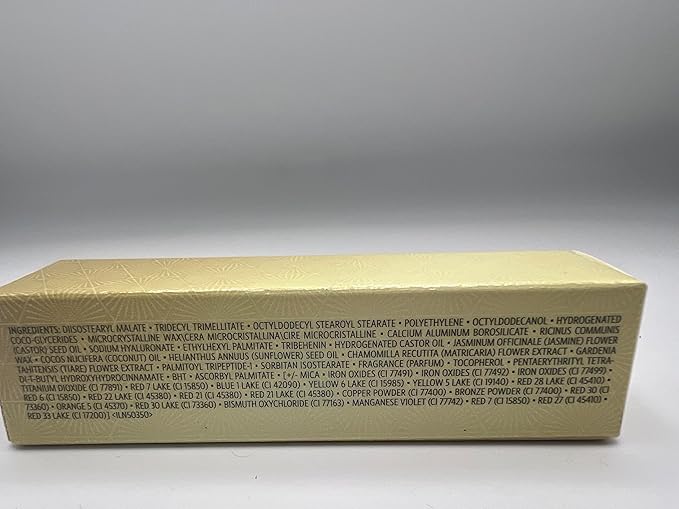 INGREDIENTS: DIISOSTEARYL MALATE • TRIDECYL TRIMELLITATE • OCTYLDODECYL STEAROYL STEARATE • POLYETHYLENE • OCTYLDODECANOL • HYDROGENATED
COCO-GLYCERIDES • MICROCRYSTALLINE WAX\CERA MICROCRISTALLINA\CIRE MICROCRISTALLINE • CALCIUM ALUMINUM BOROSILICATE • RICINUS COMMUNIS
(CASTOR) SEED OIL • SODIUM HYALURONATE • ETHYLHEXYL PALMITATE • TRIBEHENIN • HYDROGENATED CASTOR OIL • JASMINUM OFFICINALE (JASMINE) FLOWER
WAX • COCOS NUCIFERA (COCONUT) OIL • HELIANTHUS ANNUUS (SUNFLOWER) SEED OIL • CHAMOMILLA RECUTITA (MATRICARIA) FLOWER EXTRACT • GARDENIA
TAHITENSIS (TIARE) FLOWER EXTRACT • PALMITOYL TRIPEPTIDE-1 • SORBITAN ISOSTEARATE • FRAGRANCE (PARFUM) • TOCOPHEROL • PENTAERYTHRITYL TETRA-
DI-T-BUTYL HYDROXYHYDROCINNAMATE • BHT • ASCORBYL PALMITATE • [+/- MICA • IRON OXIDES (CI 77491) • IRON OXIDES (CI 77492) • IRON OXIDES (CI 77499)
• TITANIUM DIOXIDE (CI 77891) • RED 7 LAKE (CI 15850) • BLUE 1 LAKE (CI 42090) • YELLOW 6 LAKE (CI 15985) • YELLOW 5 LAKE (CI 19140) • RED 28 LAKE (CI 45410) •
RED 6 (CI 15850) • RED 22 LAKE (CI 45380) • RED 21 (CI 45380) • RED 21 LAKE (CI 45380) • COPPER POWDER (CI 77400) • BRONZE POWDER (CI 77400) • RED 30 (CI
73360) • ORANGE 5 (CI 45370) • RED 30 LAKE (CI 73360) • BISMUTH OXYCHLORIDE (CI 77163) • MANGANESE VIOLET (CI 77742) • RED 7 (CI 15850) • RED 27 (CI 45410) •
RED 33 LAKE (CI 17200)] <ILN50350>